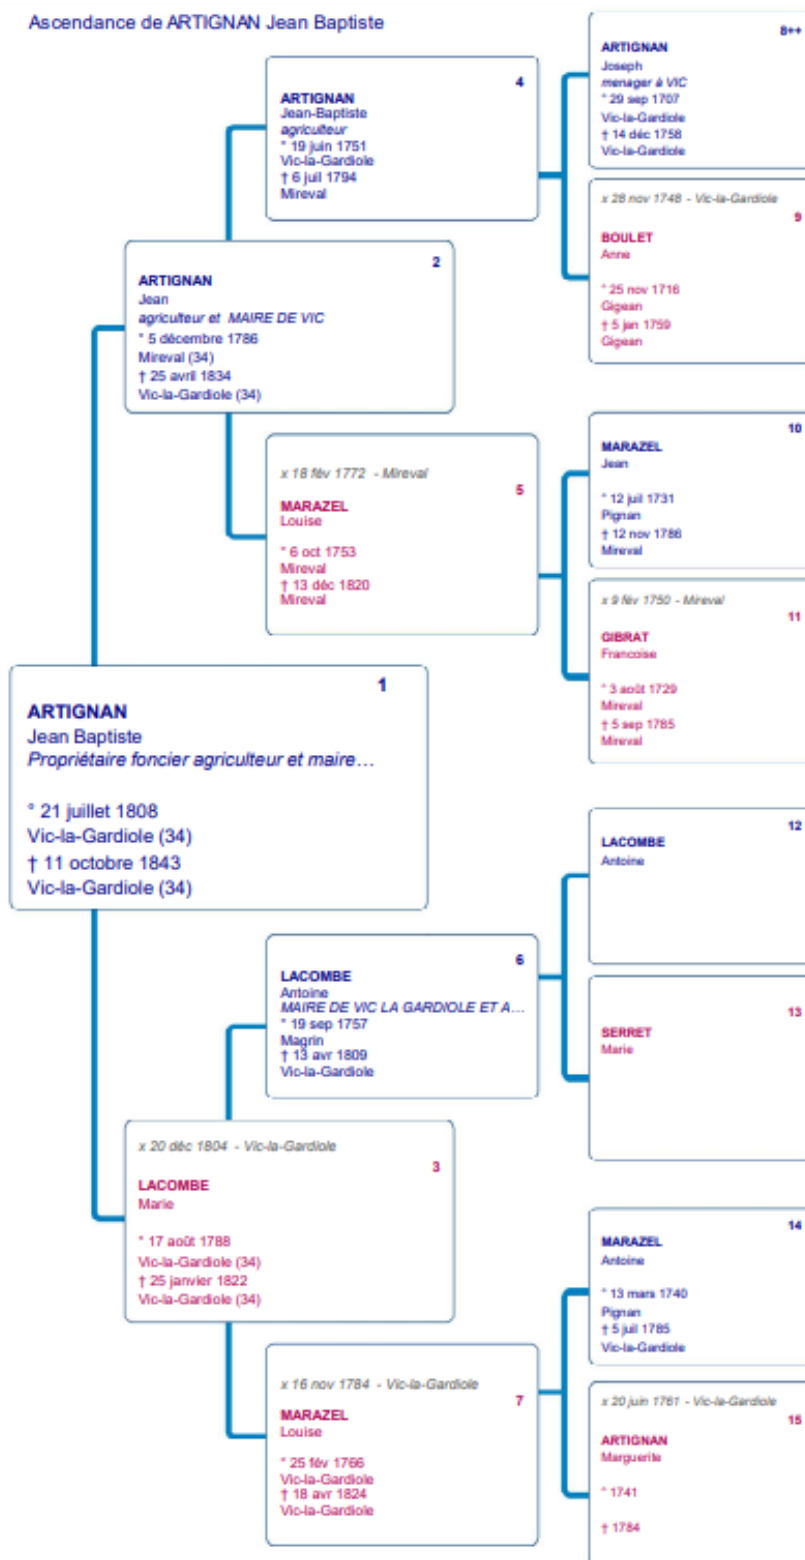 Ascendance de ARTIGNAN Jean Baptiste
8++
ARTIGNAN
Joseph
menager à VIC
° 29 sep 1707
Vic-la-Gardiole
† 14 déc 1758
Vic-la-Gardiole
4
ARTIGNAN
Jean-Baptiste
agriculteur
° 19 juin 1751
Vic-la-Gardiole
† 6 juil 1794
Mireval
x 28 nov 1748 - Vic-la-Gardiole
9
BOULET
Anne
° 25 nov 1716
Gigean
† 5 jan 1759
Gigean
2
ARTIGNAN
Jean
agriculteur et MAIRE DE VIC
° 5 décembre 1786
Mireval (34)
† 25 avril 1834
Vic-la-Gardiole (34)
10
MARAZEL
Jean
° 12 juil 1731
Pignan
† 12 nov 1786
Mireval
x 18 fév 1772 - Mireval
5
MARAZEL
Louise
° 6 oct 1753
Mireval
† 13 déc 1820
Mireval
x 9 fév 1750 - Mireval
11
GIBRAT
Francoise
° 3 août 1729
Mireval
† 5 sep 1785
Mireval
1
ARTIGNAN
Jean Baptiste
Propriétaire foncier agriculteur et maire…
° 21 juillet 1808
Vic-la-Gardiole (34)
† 11 octobre 1843
Vic-la-Gardiole (34)
12
LACOMBE
Antoine
6
LACOMBE
Antoine
MAIRE DE VIC LA GARDIOLE ET A…
° 19 sep 1757
Magrin
† 13 avr 1809
Vic-la-Gardiole
13
SERRET
Marie
x 20 déc 1804 - Vic-la-Gardiole
3
LACOMBE
Marie
° 17 août 1788
Vic-la-Gardiole (34)
† 25 janvier 1822
Vic-la-Gardiole (34)
14
MARAZEL
Antoine
° 13 mars 1740
Pignan
† 5 juil 1785
Vic-la-Gardiole
x 16 nov 1784 - Vic-la-Gardiole
7
MARAZEL
Louise
° 25 fév 1766
Vic-la-Gardiole
† 18 avr 1824
Vic-la-Gardiole
x 20 juin 1761 - Vic-la-Gardiole
15
ARTIGNAN
Marguerite
° 1741
† 1784